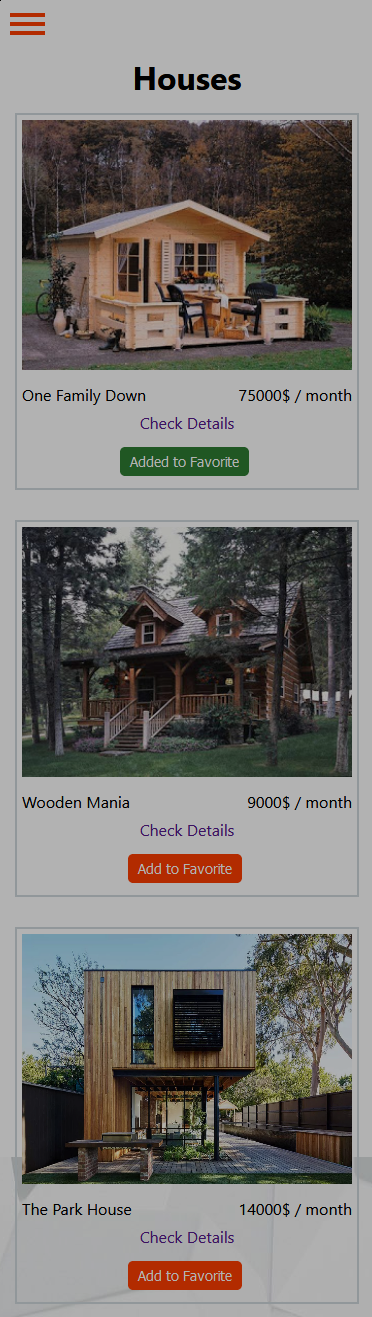 Houses
One Family Down 75000$ / month
Check Details
Added to Favorite
Wooden Mania 9000$ / month
Check Details
Add to Favorite
The Park House 14000$ / month
Check Details
Add to Favorite